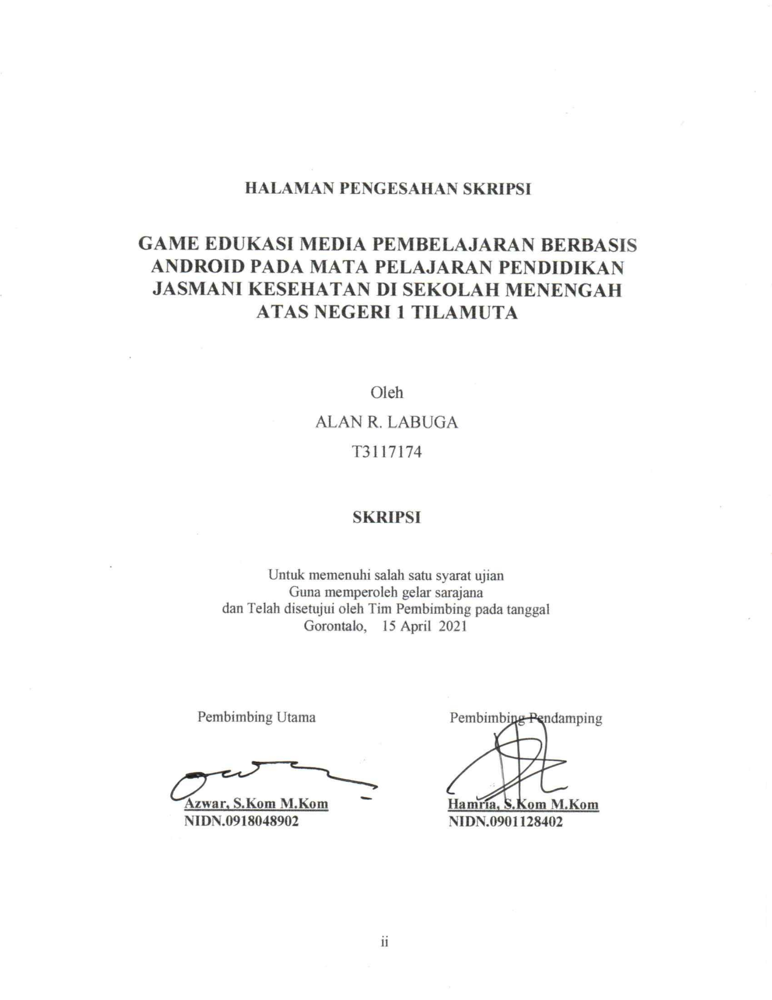 HALAMAN PENGESAHAN SKRIPSI
GAME EDUKASI MEDIA PEMBELAJARAN BERBASIS
ANDROID PADA MATA PELAJARAN PENDIDIKAN
JASMANI KESEHATAN DI SEKOLAH MENENGAH
ATAS NEGERI 1 TILAMUTA
Oleh
ALAN R. LABUGA
T3117174
SKRIPSI
Untuk memenuhi salah satu syarat ujian
Guna memperoleh gelar sarajana
dan Telah disetujui oleh Tim Pembimbing pada tanggal
Gorontalo, 15 April 2021
Pembimbing Utama
Pembimbing Pendamping
Azwar, S.Kom M.Kom
NIDN.0918048902
Hamria, S.Kom M.Kom
NIDN.0901128402
ii